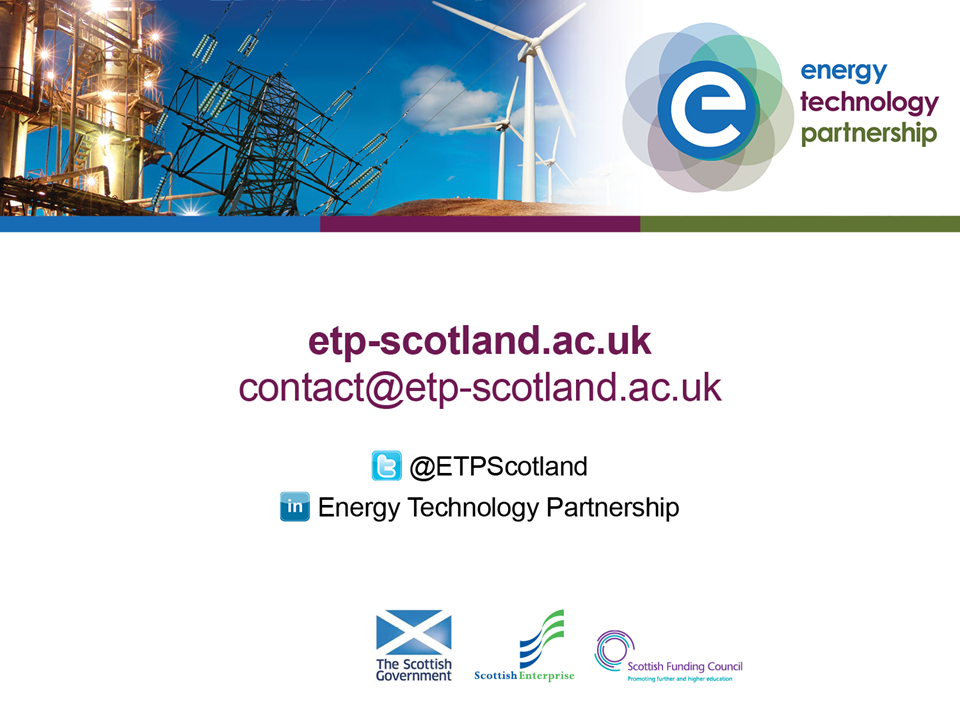 e
energy
technology
partnership
etp-scotland.ac.uk
contact@etp-scotland.ac.uk
@ETPScotland
in Energy Technology Partnership
The Scottish
Government
Scottish Enterprise
Scottish Funding Council
Promoting further and higher education